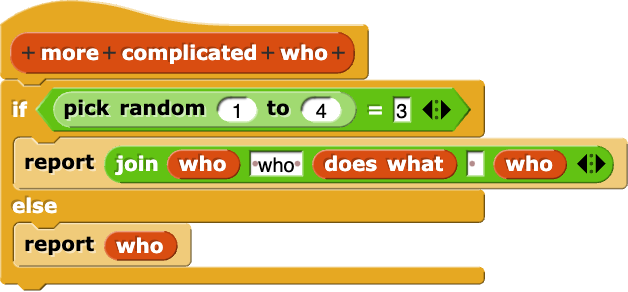 + more + complicated + who +
if pick random 1 to 4 = 3
report join who who does what who
else
report who